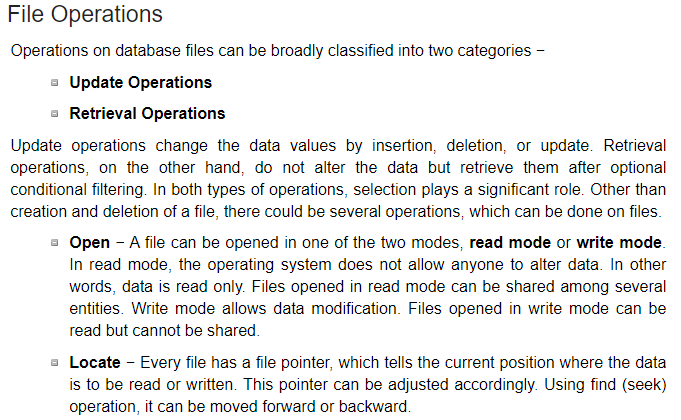 File Operations
Operations on database files can be broadly classified into two categories −
Update Operations
Retrieval Operations
Update operations change the data values by insertion, deletion, or update. Retrieval
operations, on the other hand, do not alter the data but retrieve them after optional
conditional filtering. In both types of operations, selection plays a significant role. Other than
creation and deletion of a file, there could be several operations, which can be done on files.
Open − A file can be opened in one of the two modes, read mode or write mode.
In read mode, the operating system does not allow anyone to alter data. In other
words, data is read only. Files opened in read mode can be shared among several
entities. Write mode allows data modification. Files opened in write mode can be
read but cannot be shared.
Locate − Every file has a file pointer, which tells the current position where the data
is to be read or written. This pointer can be adjusted accordingly. Using find (seek)
operation, it can be moved forward or backward.